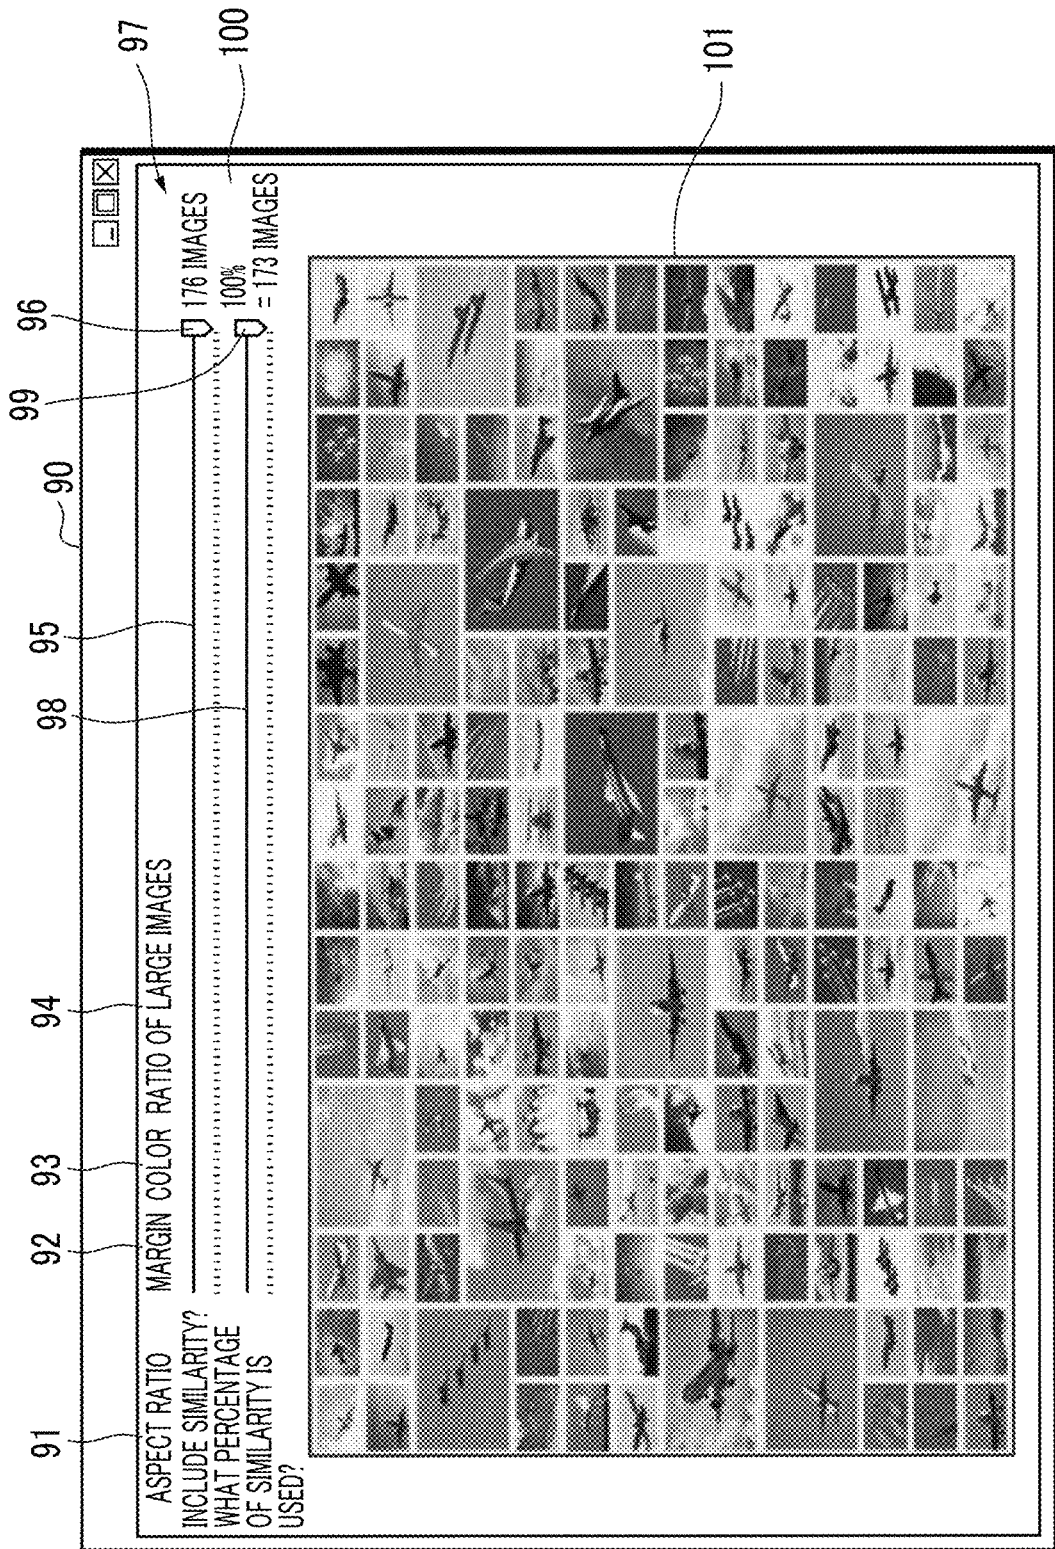 90
91
92
93
94
95
98
99
96
97
100
101
ASPECT RATIO MARGIN COLOR RATIO OF LARGE IMAGES
INCLUDE SIMILARITY? 176 IMAGES
WHAT PERCENTAGE 100%
OF SIMILARITY IS = 173 IMAGES
USED?